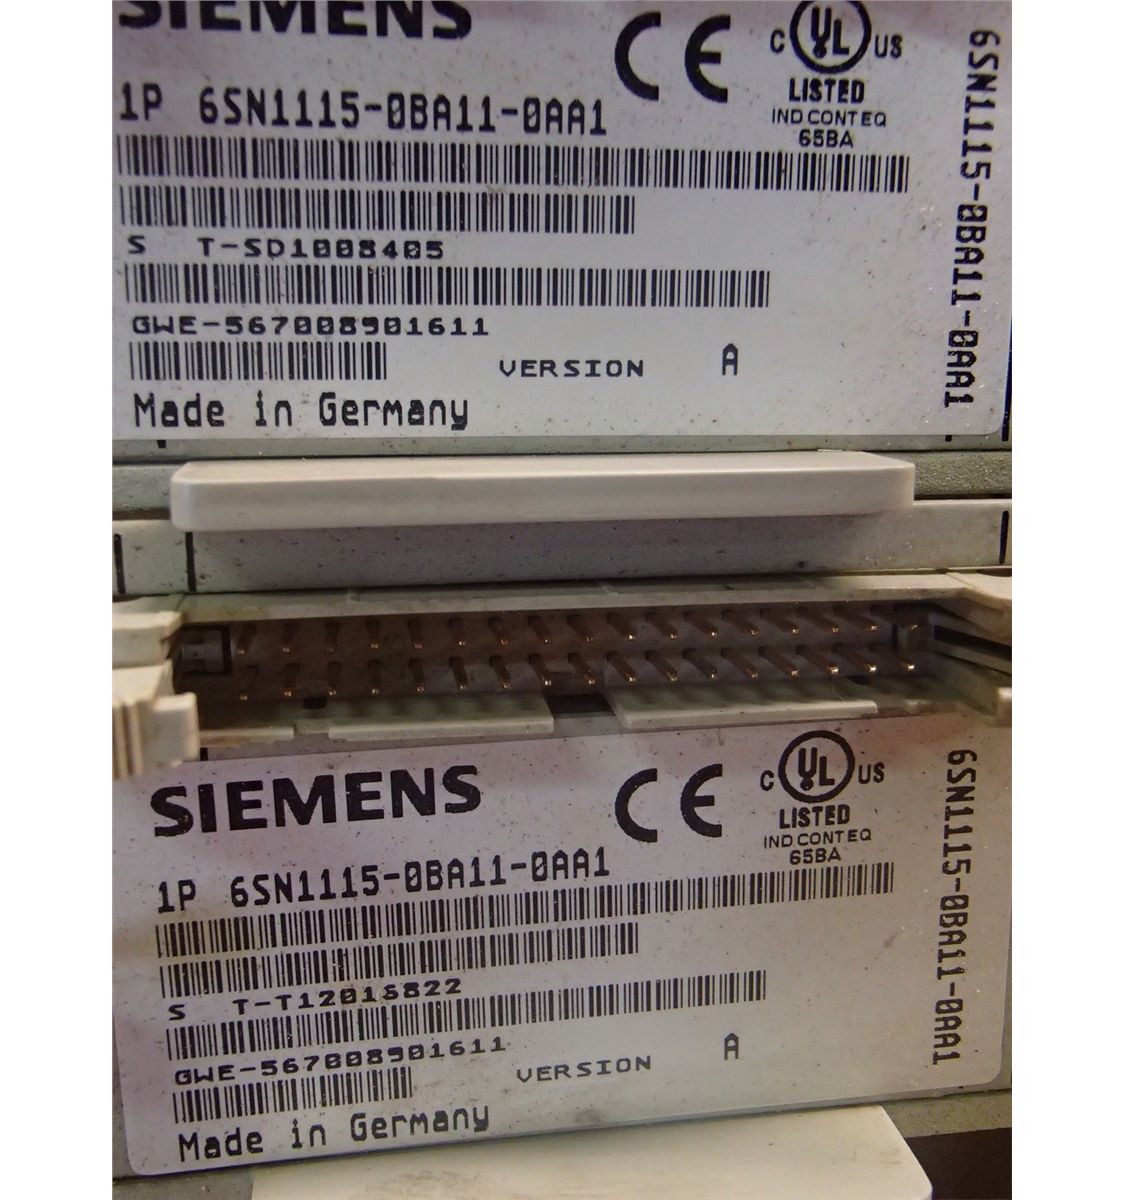 SIEMENS
CE
C UL US
LISTED
IND CONT EQ
65BA
1P 6SN1115-0BA11-0AA1
6SN1115-0BA11-0AA1
S T-SD1008405
GWE-567008901611
VERSION A
Made in Germany
SIEMENS
CE
C UL US
LISTED
IND CONT EQ
65BA
1P 6SN1115-0BA11-0AA1
6SN1115-0BA11-0AA1
S T-T12016822
GWE-567008901611
VERSION A
Made in Germany